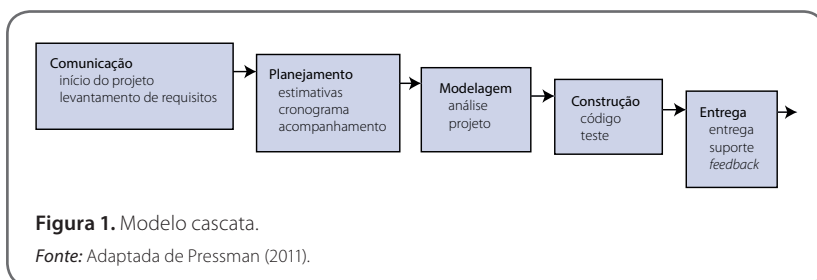 Comunicação
início do projeto
levantamento de requisitos
Planejamento
estimativas
cronograma
acompanhamento
Modelagem
análise
projeto
Construção
código
teste
Entrega
entrega
suporte
feedback
Figura 1. Modelo cascata.
Fonte: Adaptada de Pressman (2011).